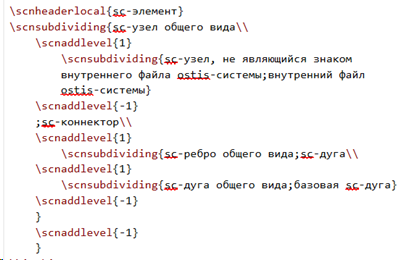 \scnheaderlocal{sc-элемент}
\scnsubdividing{sc-узел общего вида\\
\scnaddlevel{1}
\scnsubdividing{sc-узел, не являющийся знаком
внутреннего файла ostis-системы;внутренний файл
ostis-системы}
\scnaddlevel{-1}
;sc-коннектор\\
\scnaddlevel{1}
\scnsubdividing{sc-ребро общего вида;sc-дуга\\
\scnaddlevel{1}
\scnsubdividing{sc-дуга общего вида;базовая sc-дуга}
\scnaddlevel{-1}
}
\scnaddlevel{-1}
}